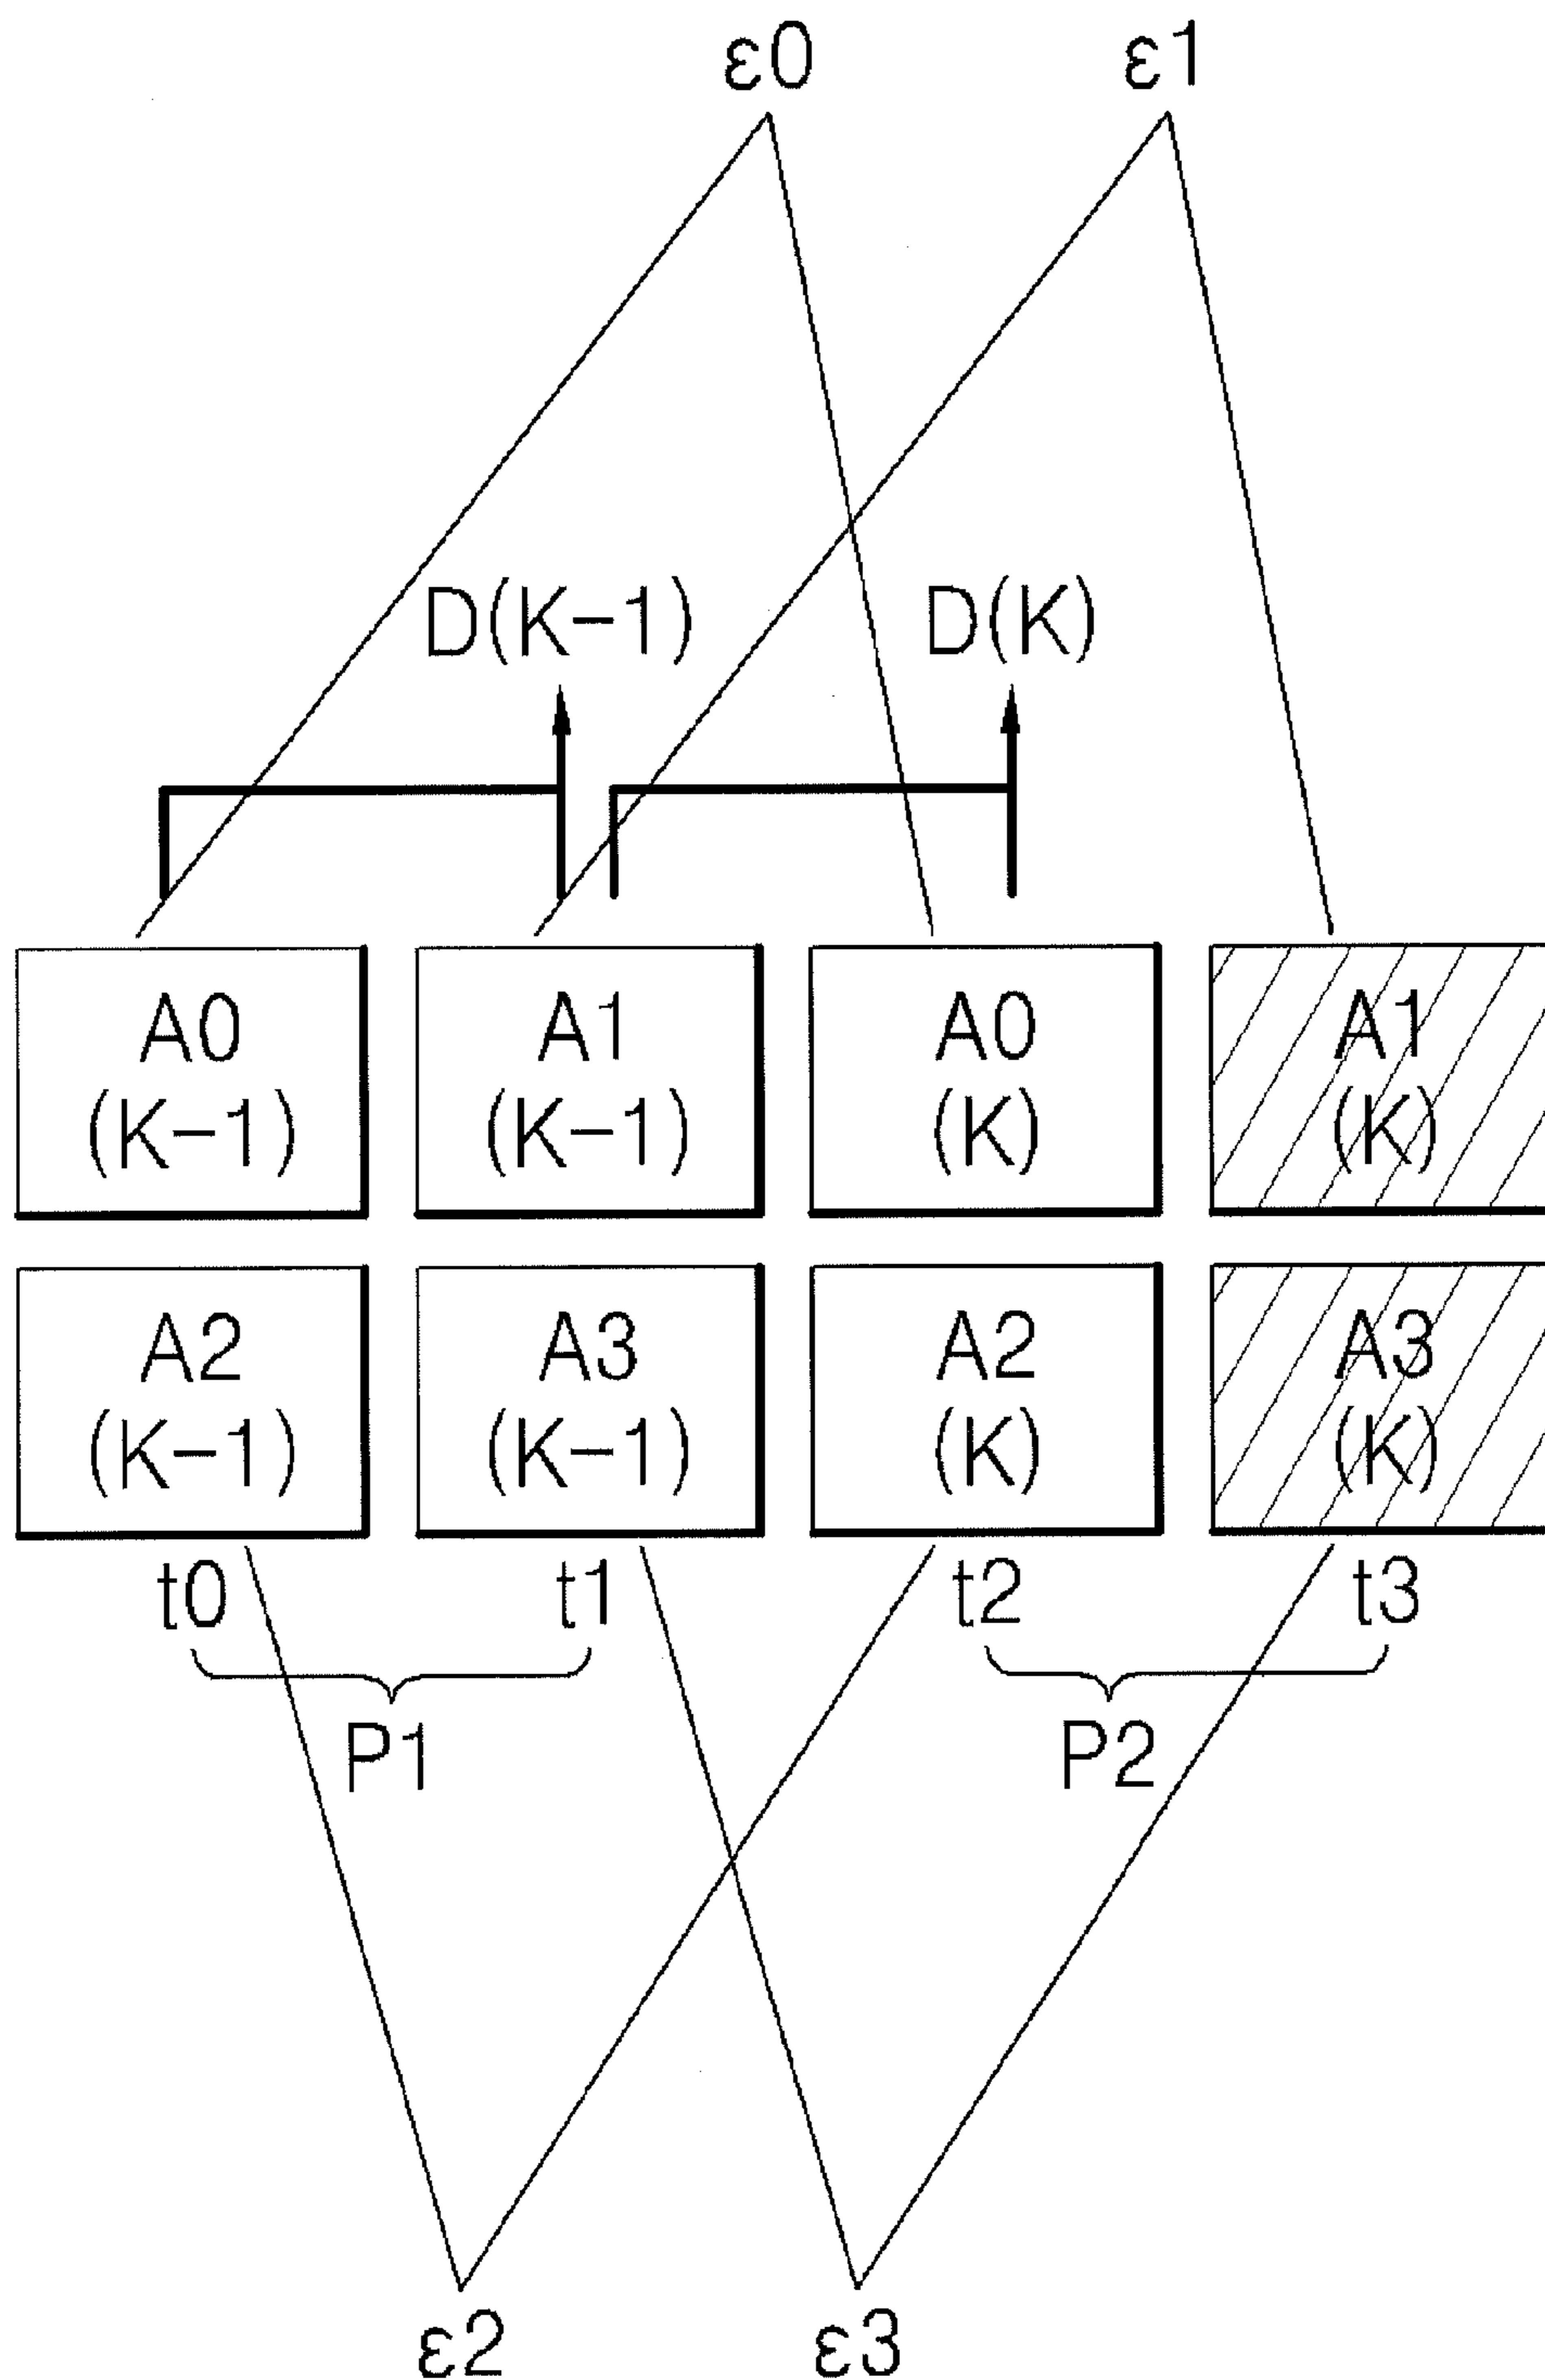 ε0 ε1
D(K-1) D(K)
A0 A1 A0 A1
(K-1) (K-1) (K) (K)
A2 A3 A2 A3
(K-1) (K-1) (K) (K)
t0 t1 t2 t3
P1 P2
ε2 ε3